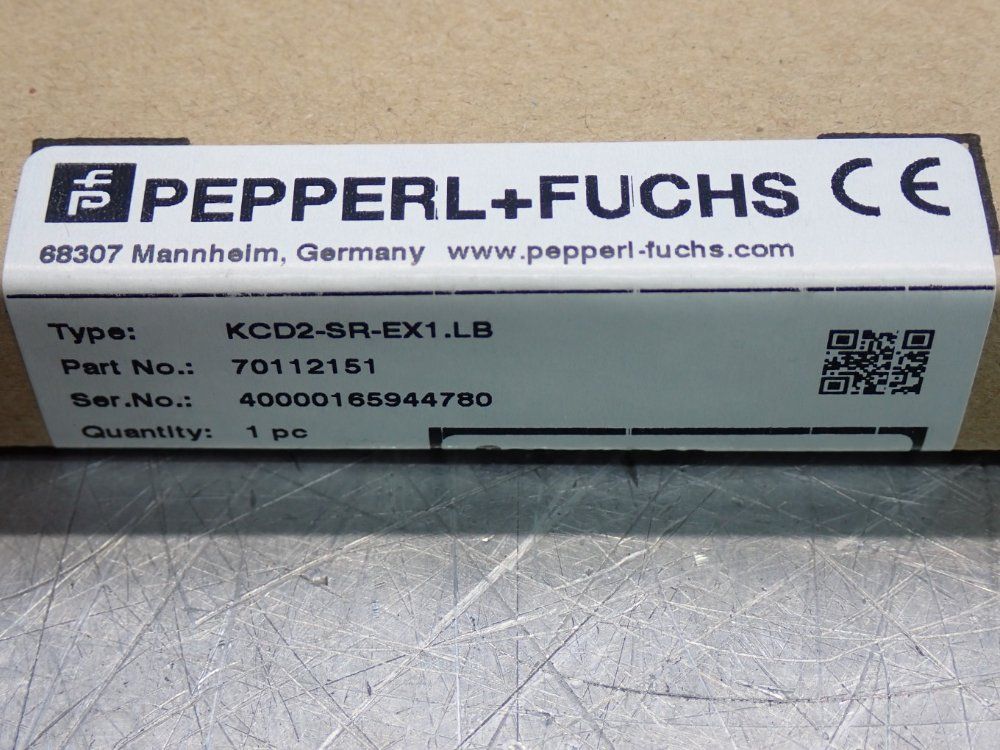 PEPPERL+FUCHS CE
68307 Mannheim, Germany www.pepperl-fuchs.com
Type: KCD2-SR-EX1.LB
Part No.: 70112151
Ser.No.: 40000165944780
Quantity: 1 pc